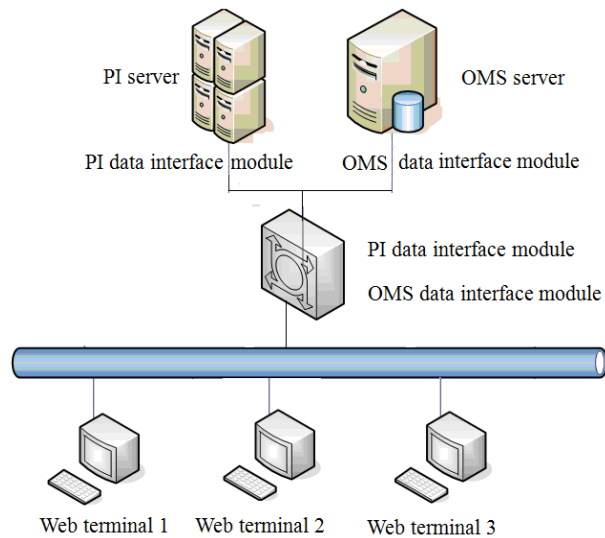 PI server
OMS server
PI data interface module
OMS data interface module
PI data interface module
OMS data interface module
Web terminal 1
Web terminal 2
Web terminal 3